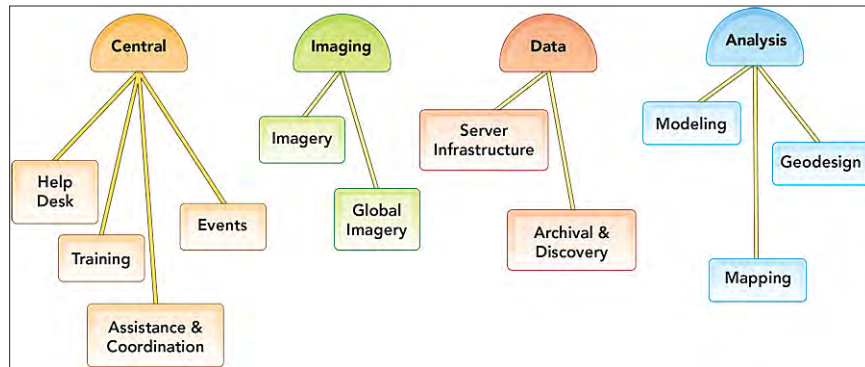 Central
Imaging
Data
Analysis
Help
Desk
Training
Assistance &
Coordination
Events
Imagery
Global
Imagery
Server
Infrastructure
Archival &
Discovery
Modeling
Mapping
Geodesign